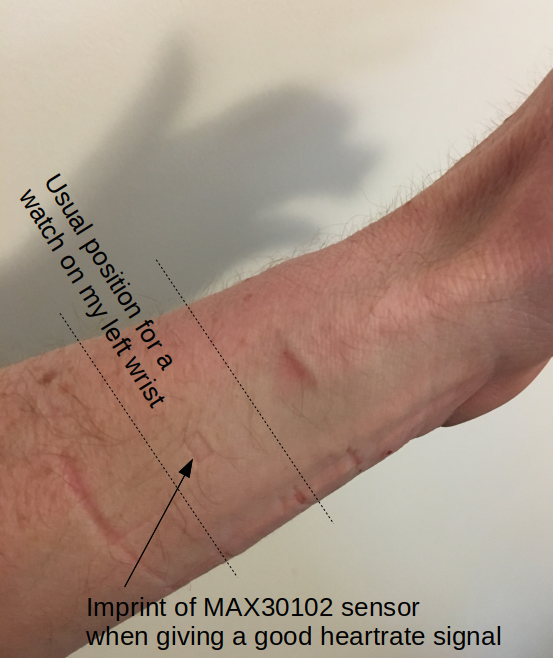 Usual position for a
watch on my left wrist
Imprint of MAX30102 sensor
when giving a good heartrate signal